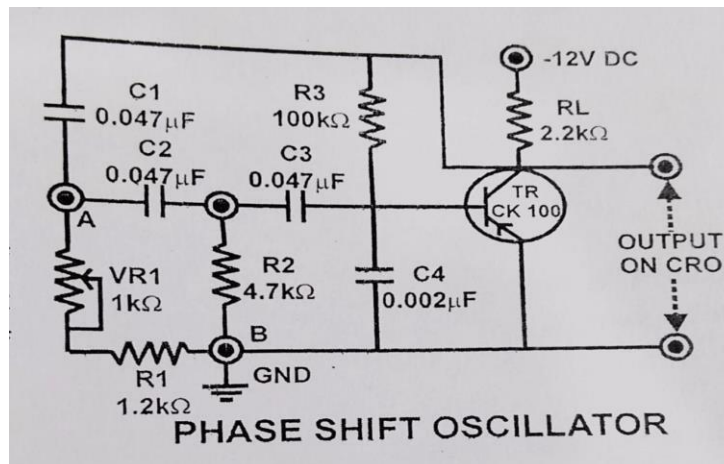 -12V DC
C1
0.047µF
R3
100kΩ
RL
2.2kΩ
C2
0.047µF
C3
0.047µF
TR
CK 100
A
OUTPUT
ON CRO
VR1
1kΩ
R2
4.7kΩ
C4
0.002µF
B
R1
1.2kΩ
GND
PHASE SHIFT OSCILLATOR